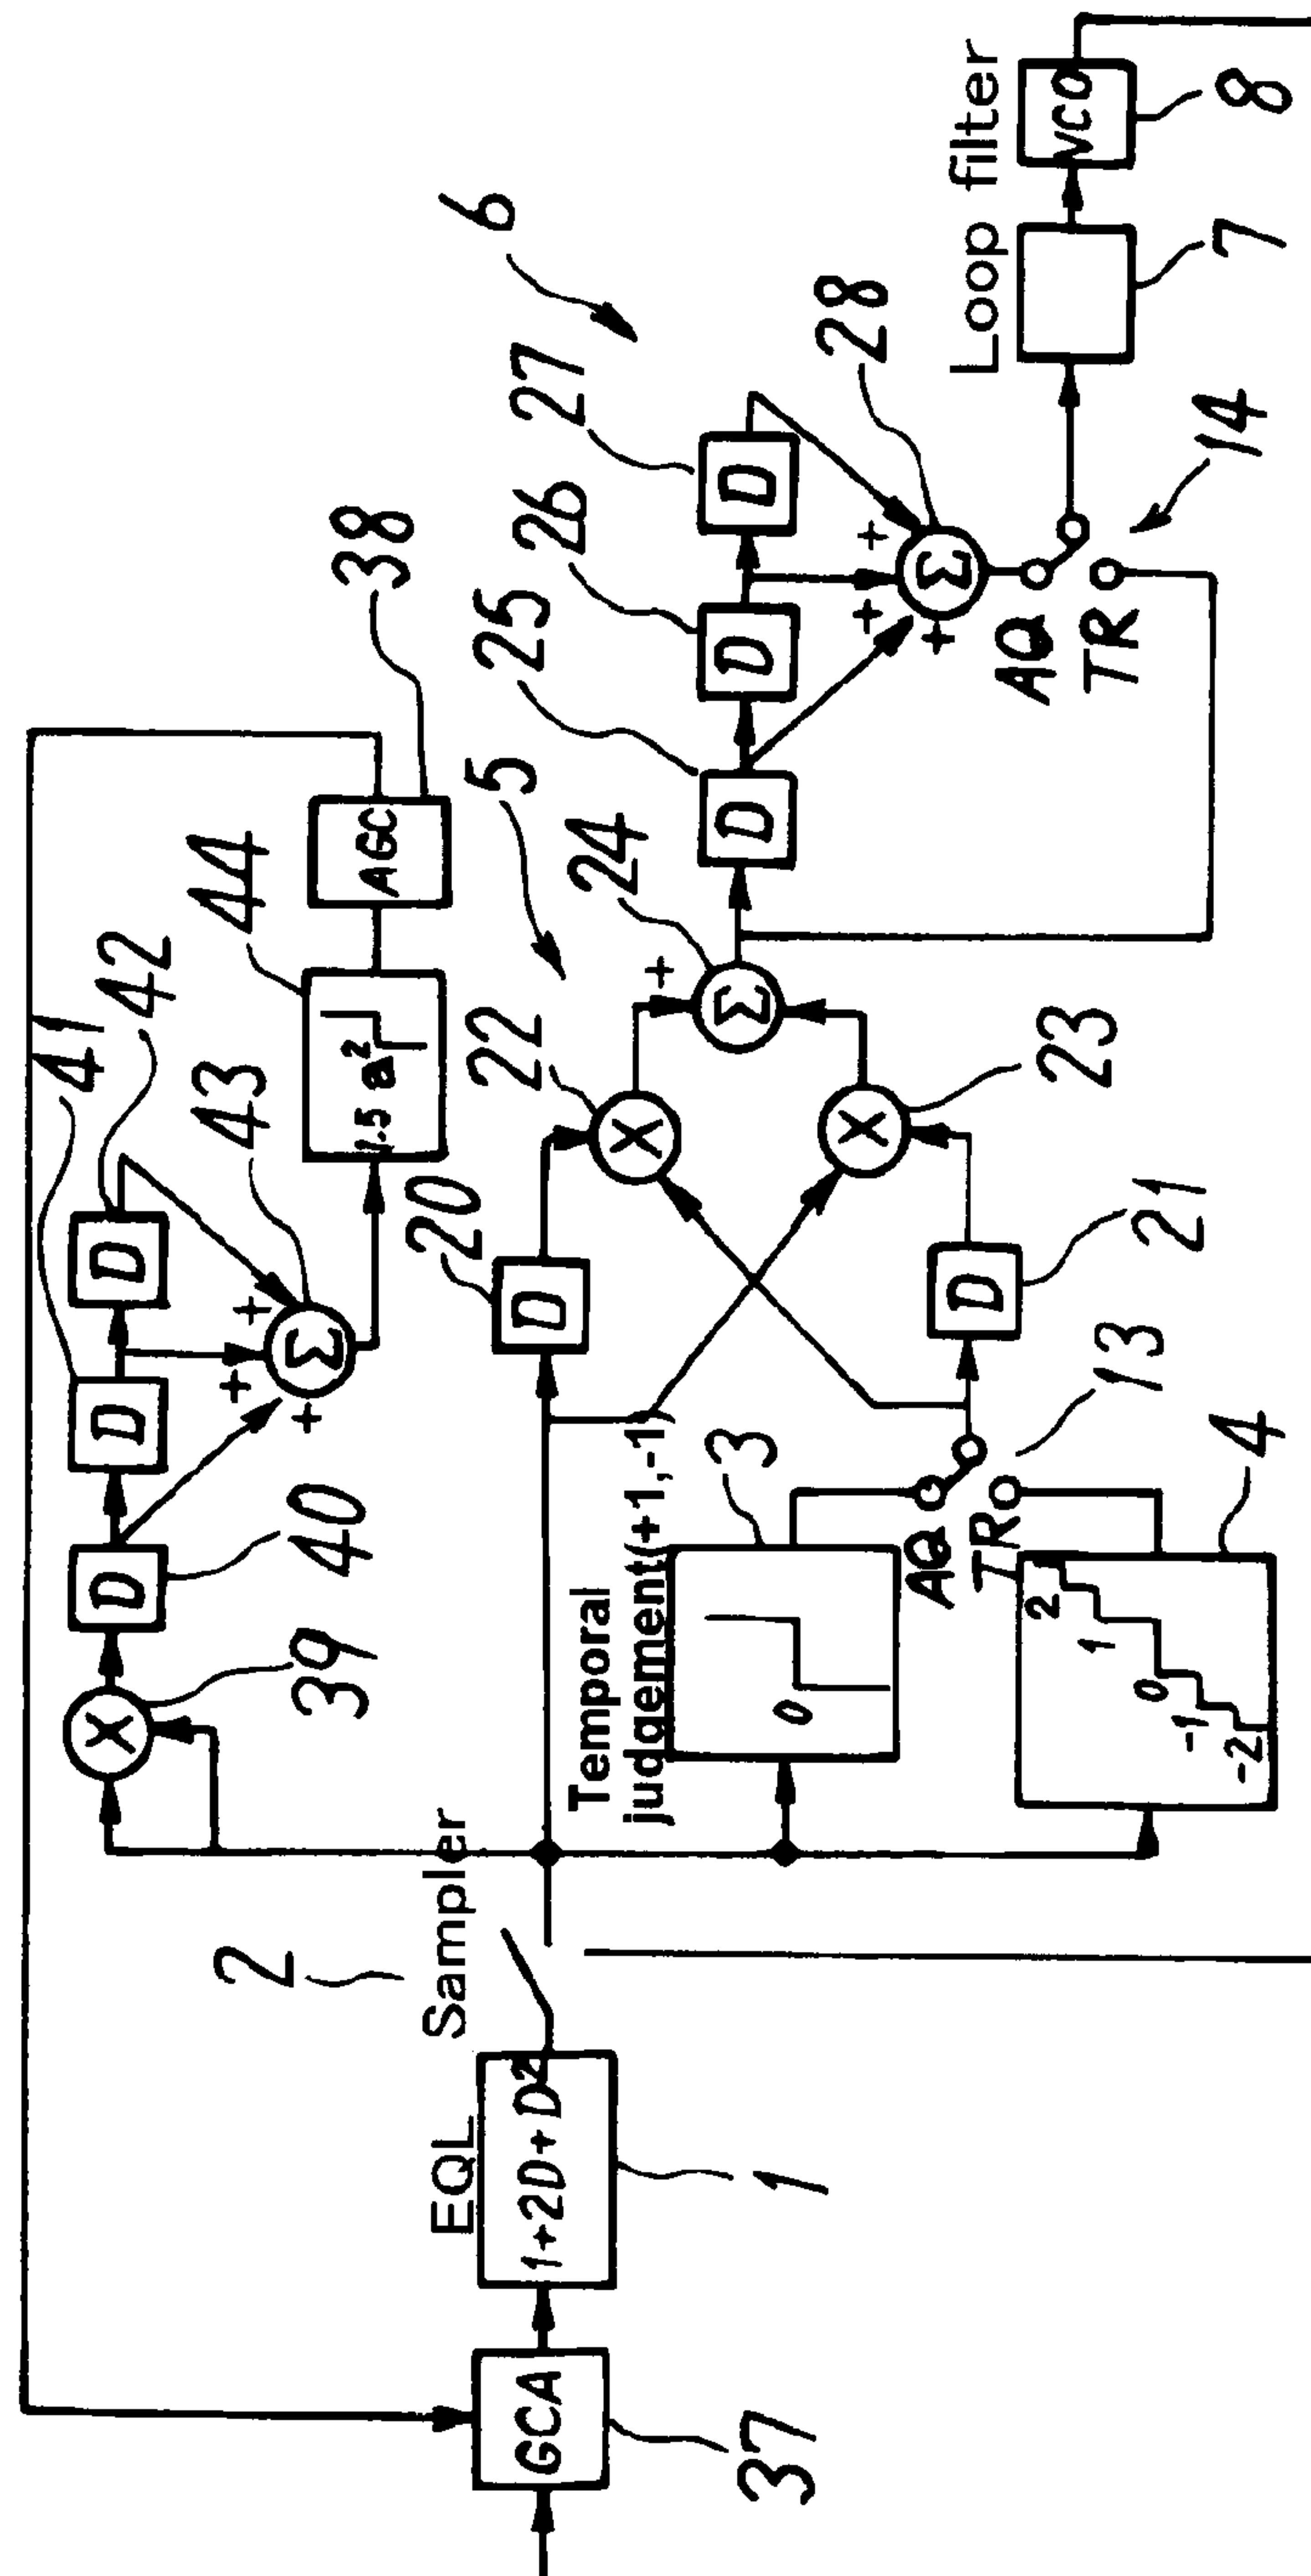 41
42
D
D
D
40
X
39
+
+
+
Σ
43
44
1.5 a²
AGC
38
2
Sampler
EQL
1+2D+D²
1
GCA
37
20
D
22
X
5
24
+
Σ
X
23
D
21
25
26
27
6
D
D
D
+
+
+
Σ
28
AQ
TR
14
Loop filter
7
VCO
8
Temporal
judgement(+1,-1)
3
0
AQ
TR
13
4
2
1
0
-1
-2